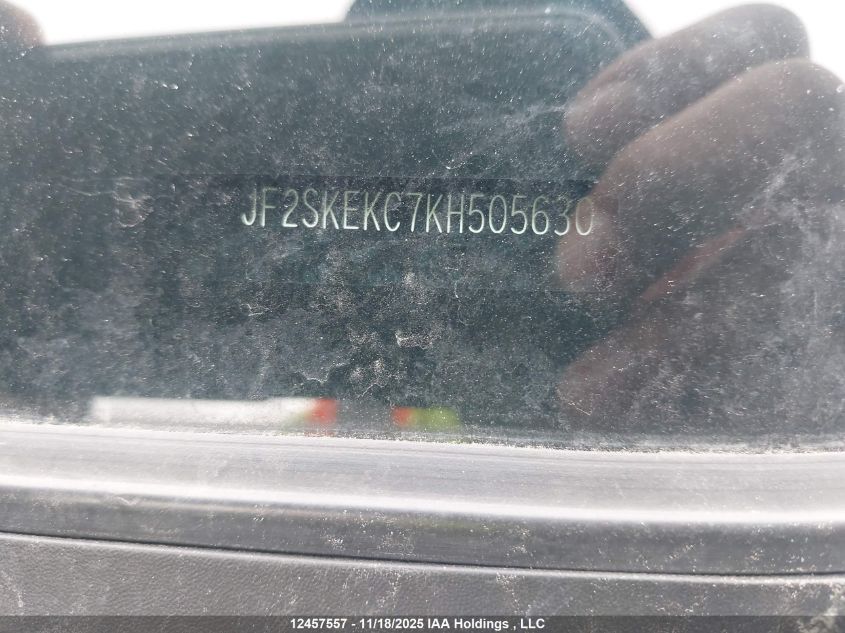 JF2SKEKC7KH505630
12457557 - 11/18/2025 IAA Holdings , LLC